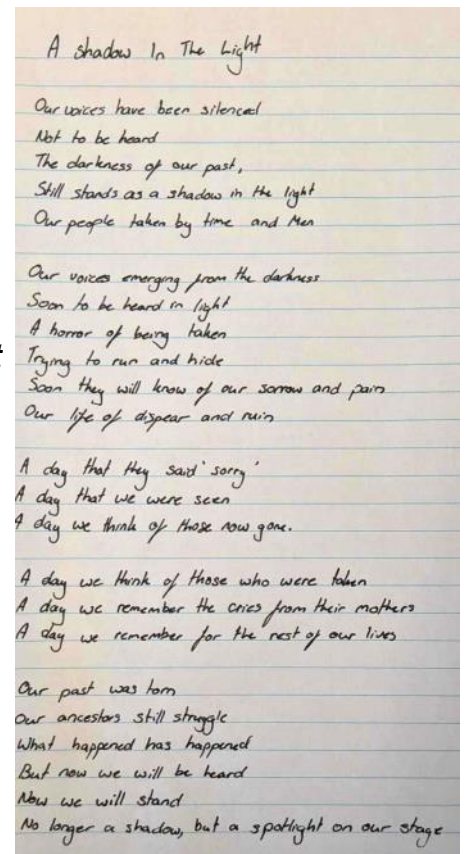 A shadow In The Light
Our voices have been silenced
Not to be heard
The darkness of our past,
Still stands as a shadow in the light
Our people taken by time and Men
Our voices emerging from the darkness
Soon to be heard in light
A horror of being taken
Trying to run and hide
Soon they will know of our sorrow and pain
Our life of dispear and ruin
A day that they said 'sorry'
A day that we were seen
A day we think of those now gone.
A day we think of those who were taken
A day we remember the cries from their mothers
A day we remember for the rest of our lives
Our past was torn
Our ancestors still struggle
What happened has happened
But now we will be heard
Now we will stand
No longer a shadow, but a spotlight on our stage